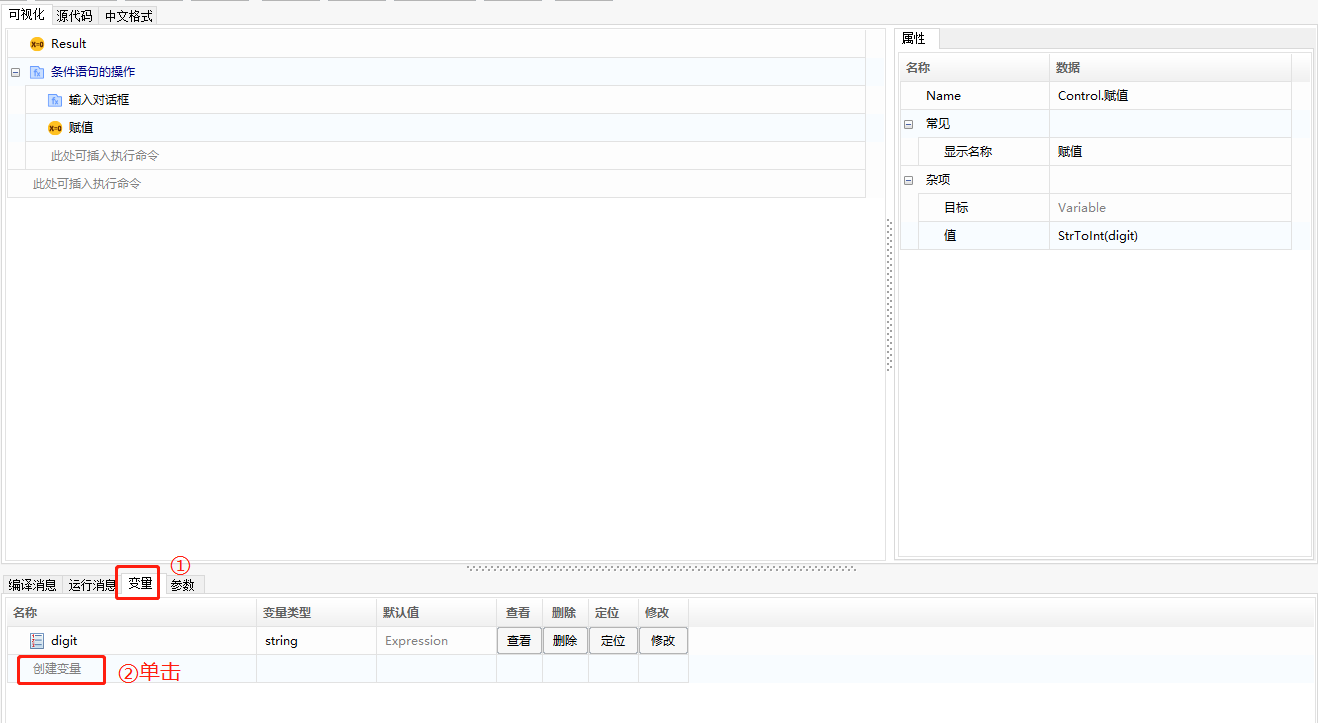 可视化 源代码 中文格式
Result
条件语句的操作
输入对话框
赋值
此处可插入执行命令
此处可插入执行命令
属性
名称 数据
Name Control.赋值
常见
显示名称 赋值
杂项
目标 Variable
值 StrToInt(digit)
①
编译消息 运行消息 变量 参数
名称 变量类型 默认值 查看 删除 定位 修改
digit string Expression 查看 删除 定位 修改
创建变量 ②单击